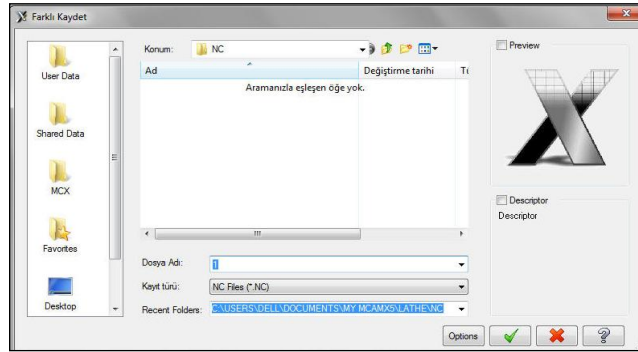 Farklı Kaydet
Konum: NC
Preview
Ad Değiştirme tarihi Tü
Aramanızla eşleşen öğe yok.
User Data
Shared Data
MCX
Favorites
Desktop
Descriptor
Descriptor
Dosya Adı: 1
Kayıt türü: NC Files (*.NC)
Recent Folders: C:\USERS\DELL\DOCUMENTS\MY MCAMX5\LATHE\NC
Options